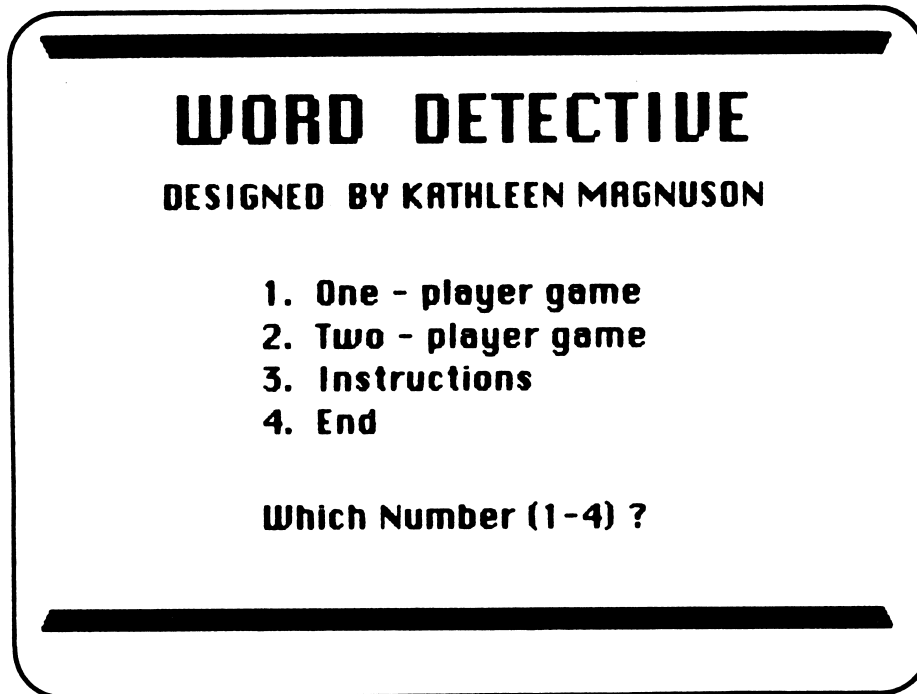 WORD DETECTIVE
DESIGNED BY KATHLEEN MAGNUSON
1. One - player game
2. Two - player game
3. Instructions
4. End
Which Number (1-4) ?